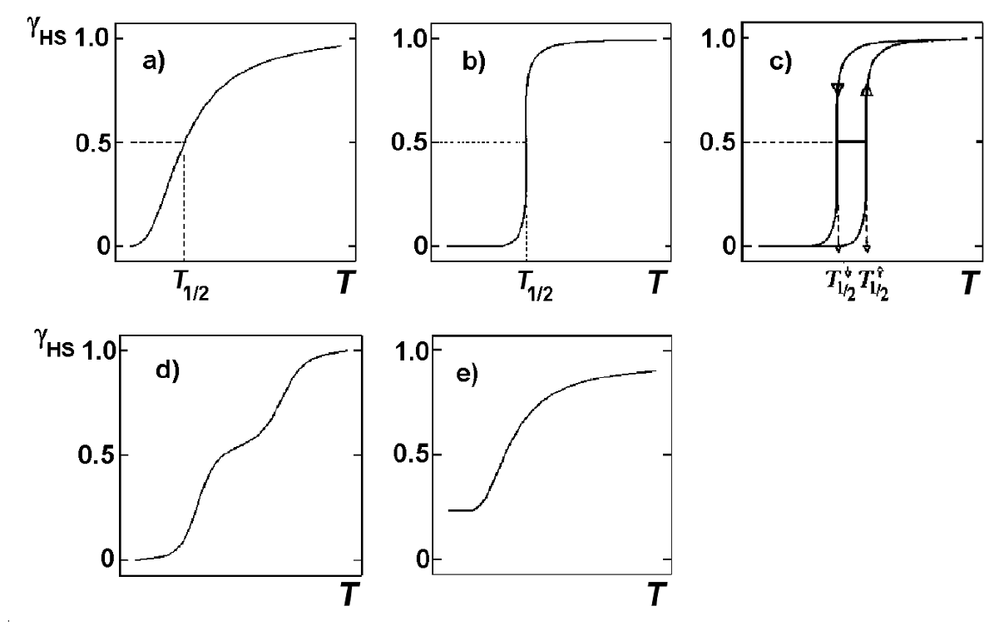 γHS 1.0 a) 0.5 0 T1/2 T
1.0 b) 0.5 0 T1/2 T
1.0 c) 0.5 0 T1/2↓ T1/2↑ T
γHS 1.0 d) 0.5 0 T
1.0 e) 0.5 0 T